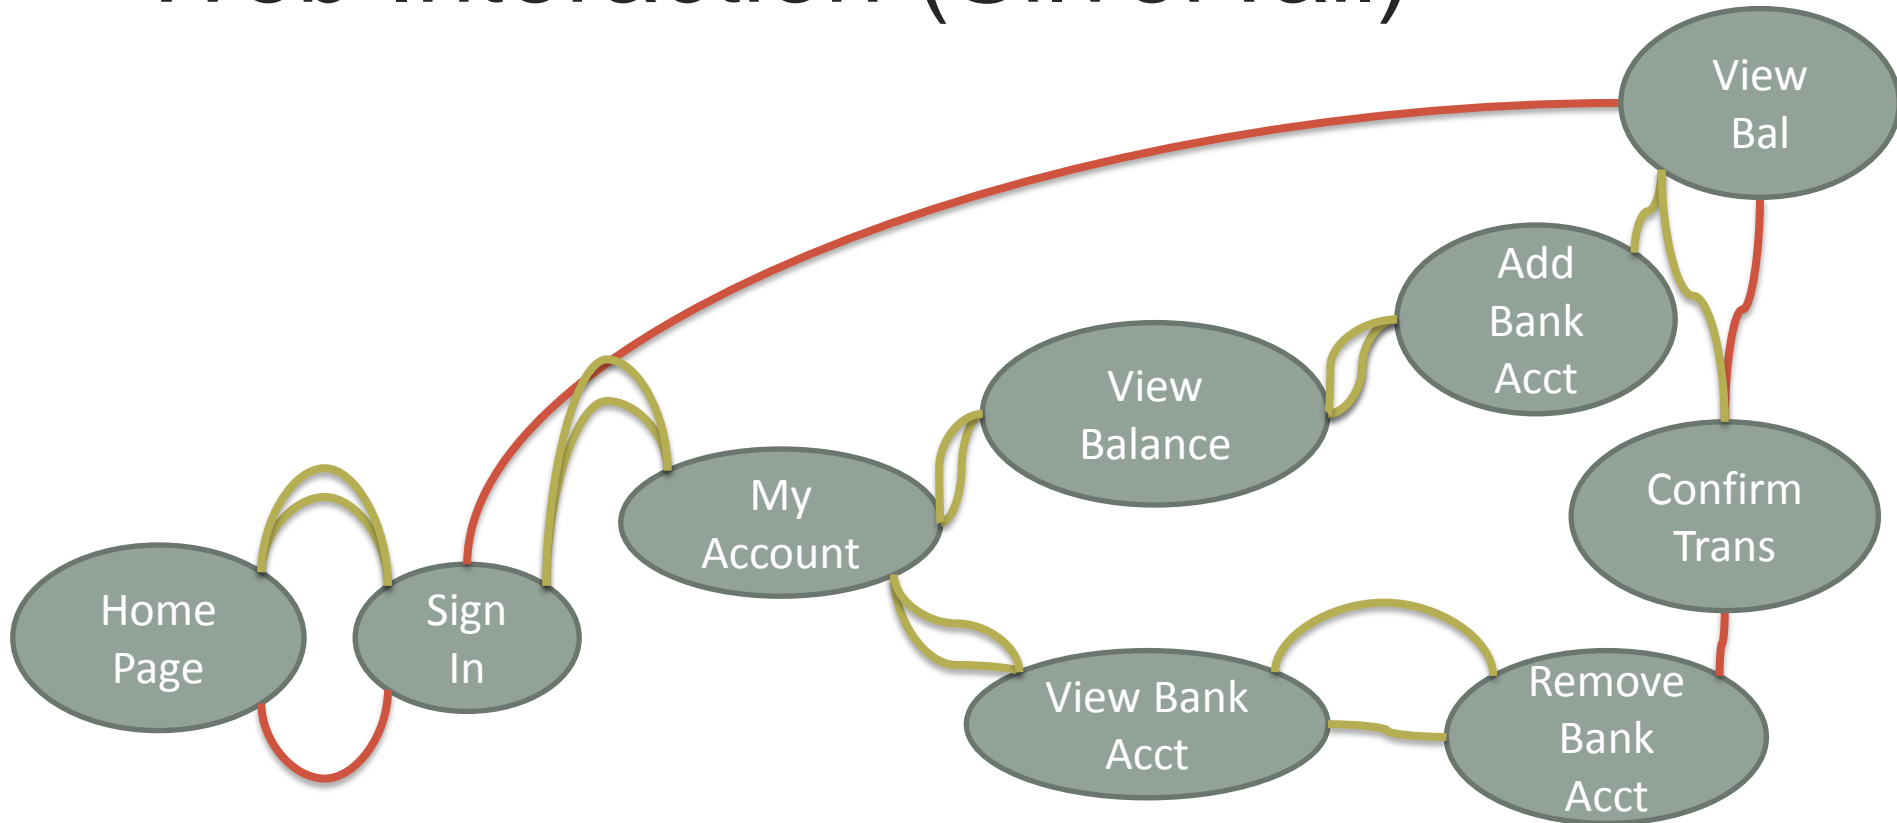 View
Bal
Add
Bank
Acct
View
Balance
My
Account
Confirm
Trans
Home
Page
Sign
In
View Bank
Acct
Remove
Bank
Acct